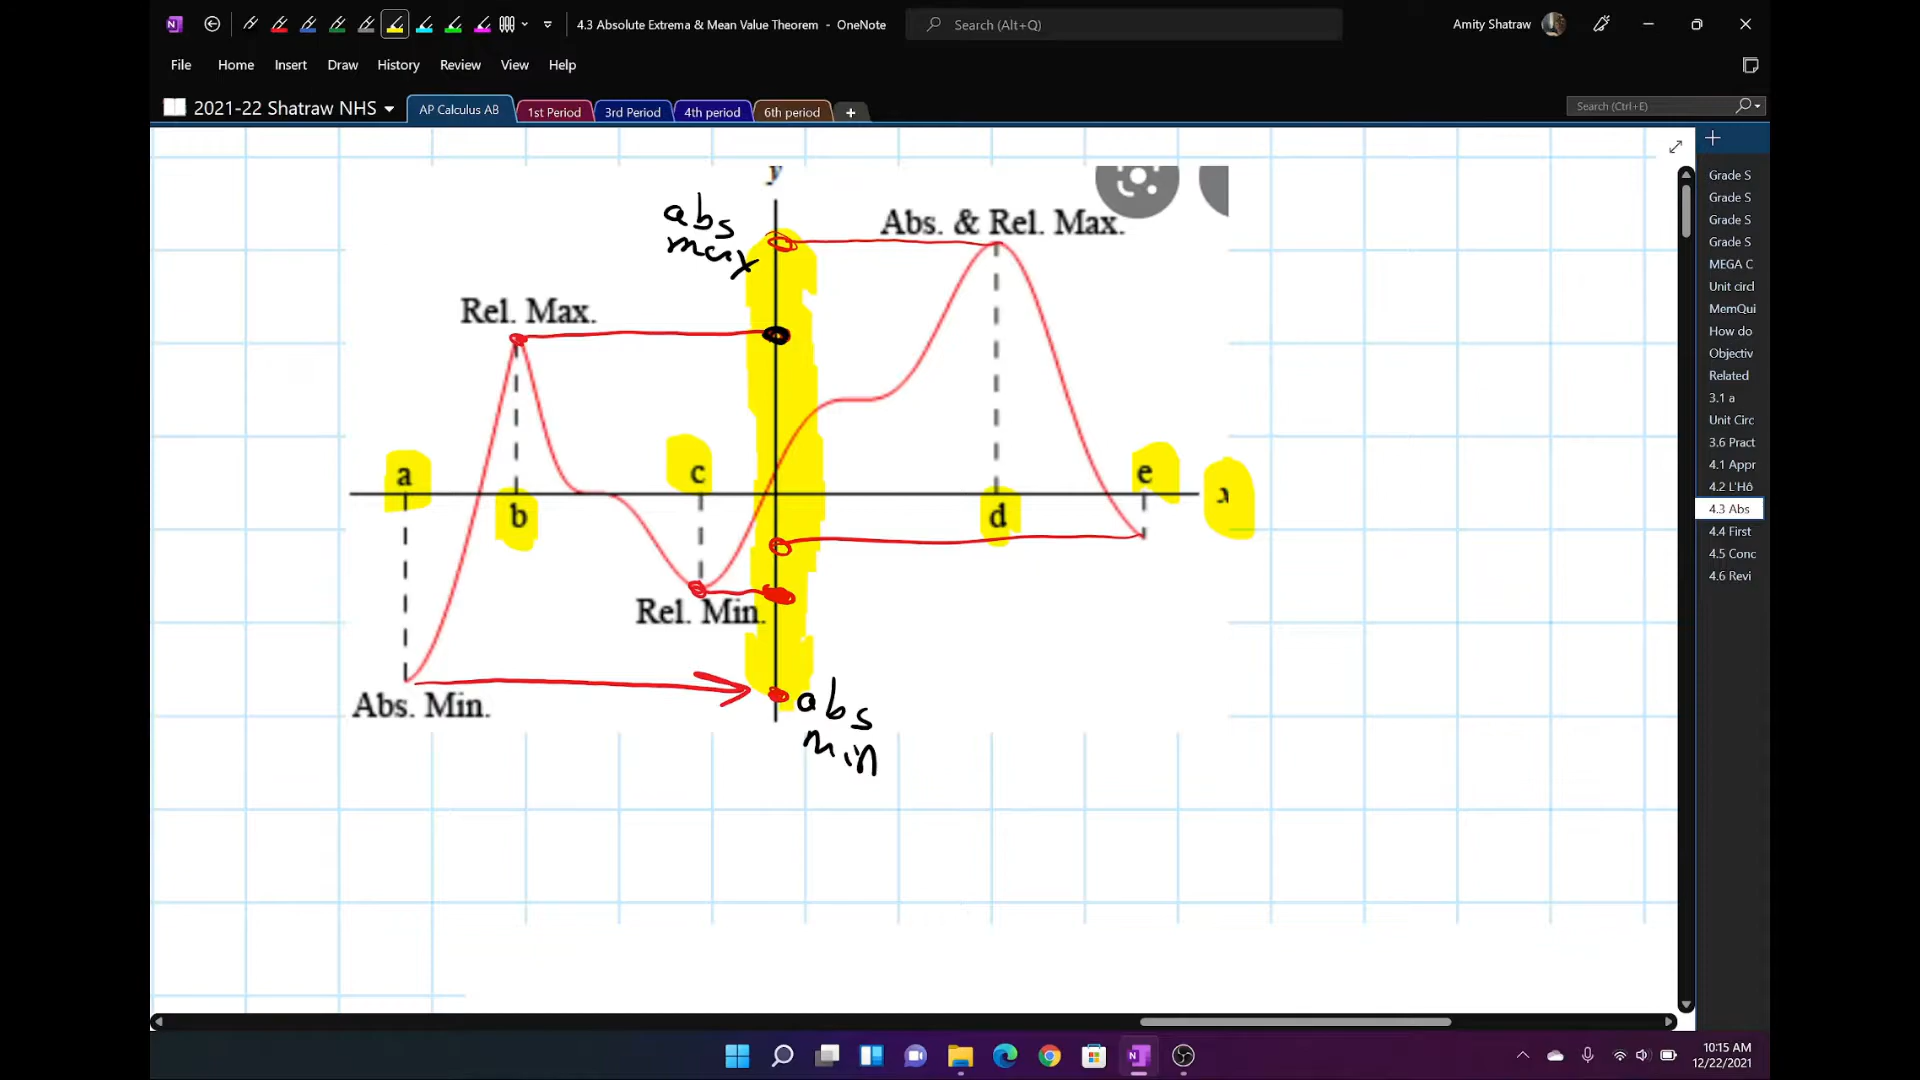 4.3 Absolute Extrema & Mean Value Theorem - OneNote
Search (Alt+Q)
Amity Shatraw
File Home Insert Draw History Review View Help
2021-22 Shatraw NHS
AP Calculus AB
1st Period
3rd Period
4th period
6th period
Search (Ctrl+E)
y
abs
max
Abs. & Rel. Max.
Rel. Max.
a
c
e
x
b
d
Rel. Min.
Abs. Min.
abs
min
Grade S
Grade S
Grade S
Grade S
MEGA C
Unit circl
MemQui
How do
Objectiv
Related
3.1 a
Unit Circ
3.6 Pract
4.1 Appr
4.2 L'Hô
4.3 Abs
4.4 First
4.5 Conc
4.6 Revi
10:15 AM
12/22/2021